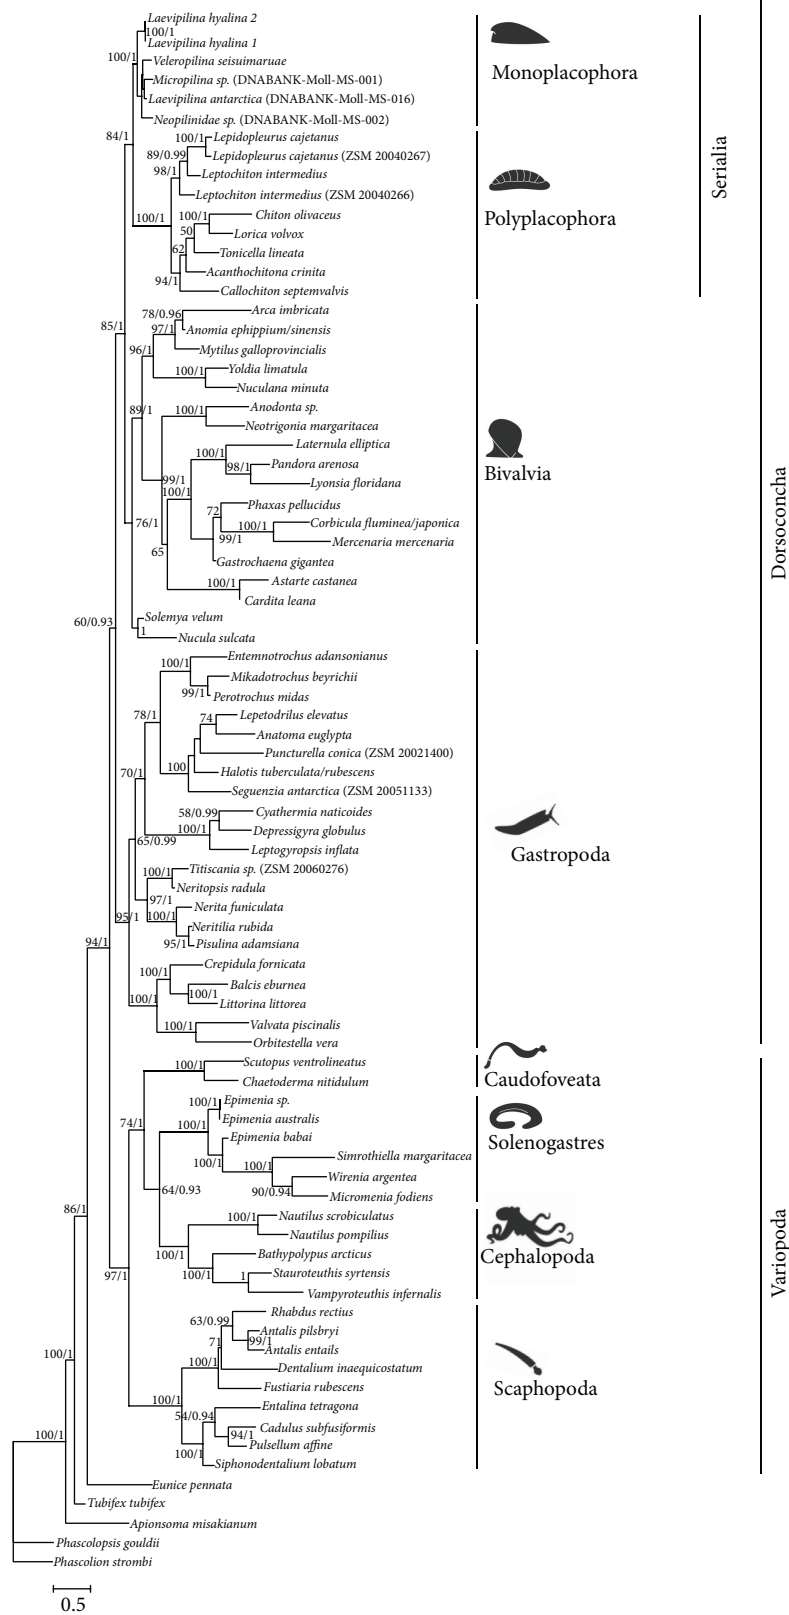 Laevipilina hyalina 2
100/1
Laevipilina hyalina 1
100/1
Veleropilina seisuimaruae
Micropilina sp. (DNABANK-Moll-MS-001)
Laevipilina antarctica (DNABANK-Moll-MS-016)
Neopilinidae sp. (DNABANK-Moll-MS-002)
Monoplacophora
84/1
100/1
Lepidopleurus cajetanus
89/0.99
Lepidopleurus cajetanus (ZSM 20040267)
98/1
Leptochiton intermedius
Leptochiton intermedius (ZSM 20040266)
100/1
100/1
Chiton olivaceus
50
Lorica volvox
62
Tonicella lineata
Acanthochitona crinita
94/1
Callochiton septemvalvis
Polyplacophora
Serialia
85/1
78/0.96
Arca imbricata
97/1
Anomia ephippium/sinensis
96/1
Mytilus galloprovincialis
100/1
Yoldia limatula
Nuculana minuta
89/1
100/1
Anodonta sp.
Neotrigonia margaritacea
100/1
Laternula elliptica
98/1
Pandora arenosa
99/1
Lyonsia floridana
100/1
72
Phaxas pellucidus
76/1
100/1
Corbicula fluminea/japonica
99/1
Mercenaria mercenaria
65
Gastrochaena gigantea
100/1
Astarte castanea
Cardita leana
Solemya velum
1
Nucula sulcata
Bivalvia
Dorsoconcha
60/0.93
Entemnotrochus adansonianus
100/1
Mikadotrochus beyrichii
99/1
Perotrochus midas
78/1
74
Lepetodrilus elevatus
Anatoma euglypta
Puncturella conica (ZSM 20021400)
100
Halotis tuberculata/rubescens
70/1
Seguenzia antarctica (ZSM 20051133)
58/0.99
Cyathermia naticoides
100/1
Depressigyra globulus
65/0.99
Leptogyropsis inflata
100/1
Titiscania sp. (ZSM 20060276)
Neritopsis radula
97/1
Nerita funiculata
95/1
100/1
Neritilia rubida
95/1
Pisulina adamsiana
94/1
Crepidula fornicata
100/1
Balcis eburnea
100/1
100/1
Littorina littorea
100/1
Valvata piscinalis
Orbitestella vera
Gastropoda
100/1
Scutopus ventrolineatus
Chaetoderma nitidulum
Caudofoveata
100/1
Epimenia sp.
74/1
100/1
Epimenia australis
Epimenia babai
100/1
Simrothiella margaritacea
100/1
Wirenia argentea
64/0.93
90/0.94
Micromenia fodiens
Solenogastres
86/1
100/1
Nautilus scrobiculatus
Nautilus pompilius
100/1
Bathypolypus arcticus
97/1
100/1
1
Stauroteuthis syrtensis
Vampyroteuthis infernalis
Cephalopoda
Variopoda
Rhabdus rectius
63/0.99
Antalis pilsbryi
71
99/1
Antalis entails
100/1
100/1
Dentalium inaequicostatum
Fustiaria rubescens
100/1
Entalina tetragona
54/0.94
Cadulus subfusiformis
94/1
100/1
Pulsellum affine
100/1
Siphonodentalium lobatum
Scaphopoda
Eunice pennata
Tubifex tubifex
Apionsoma misakianum
Phascolopsis gouldii
Phascolion strombi
0.5